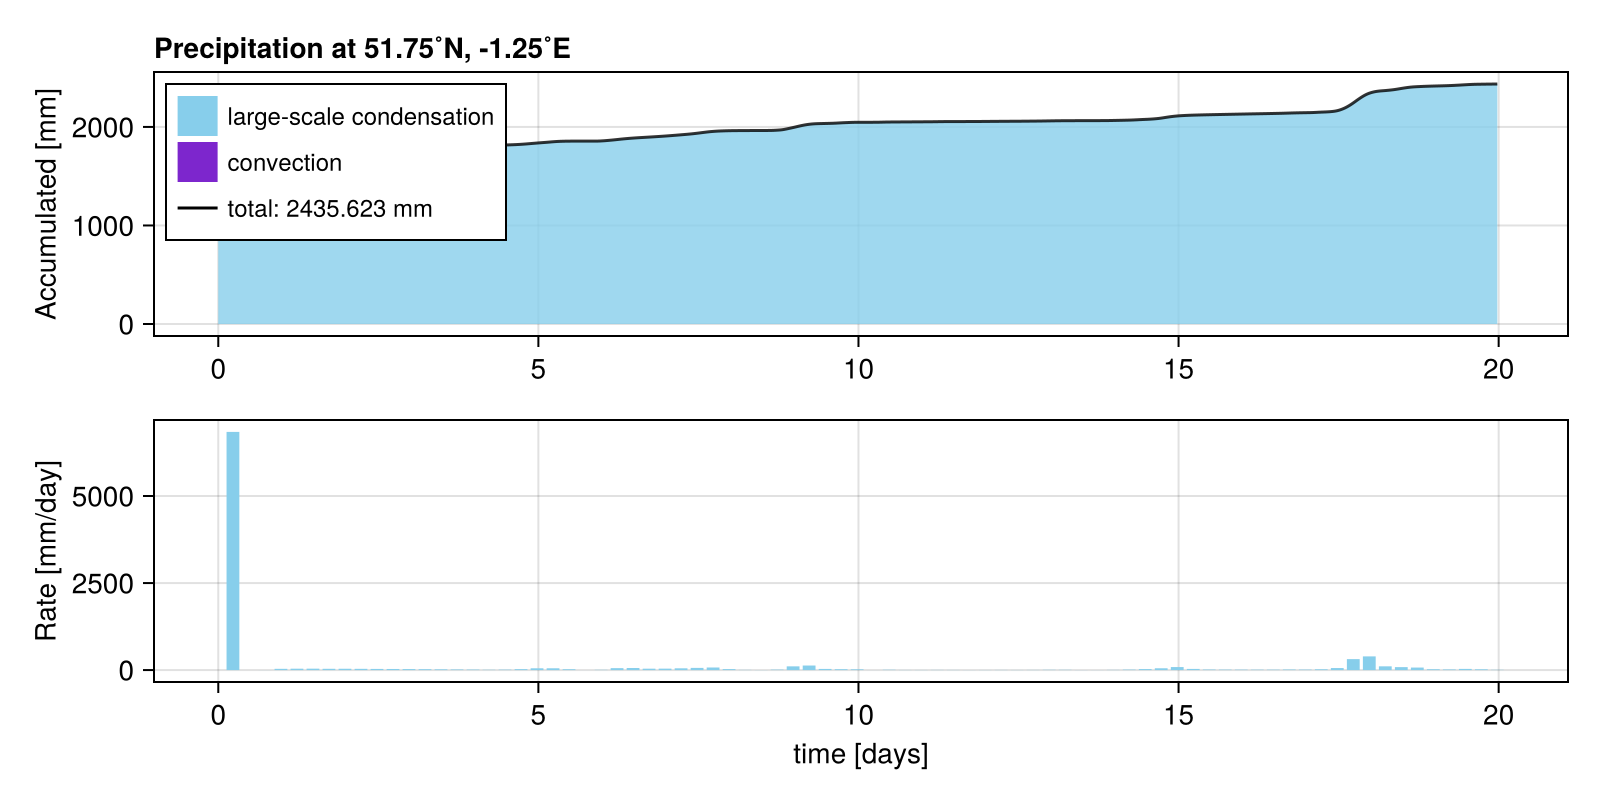 Precipitation at 51.75˚N, -1.25˚E
Accumulated [mm]
2000
1000
0
large-scale condensation
convection
total: 2435.623 mm
0 5 10 15 20
Rate [mm/day]
5000
2500
0
0 5 10 15 20
time [days]